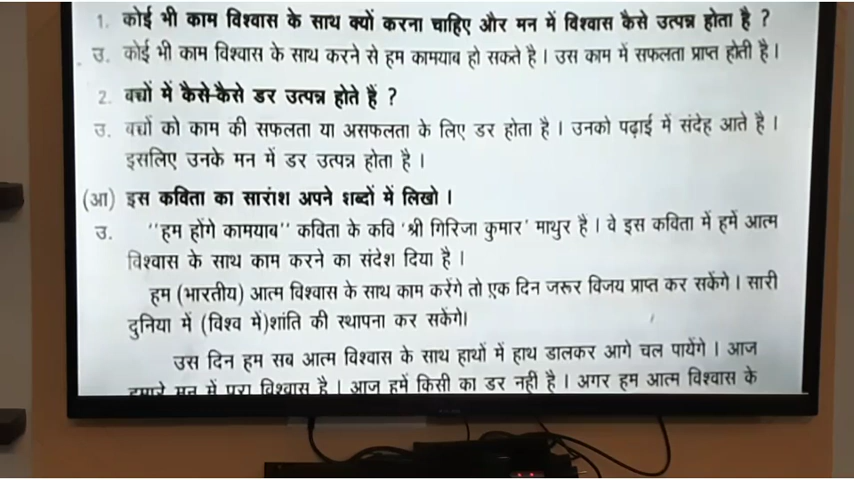 1. कोई भी काम विश्वास के साथ क्यों करना चाहिए और मन में विश्वास कैसे उत्पन्न होता है ?
उ. कोई भी काम विश्वास के साथ करने से हम कामयाब हो सकते है । उस काम में सफलता प्राप्त होती है ।
2. बच्चों में कैसे-कैसे डर उत्पन्न होते हैं ?
उ. बच्चों को काम की सफलता या असफलता के लिए डर होता है । उनको पढ़ाई में संदेह आते है ।
इसलिए उनके मन में डर उत्पन्न होता है ।
(आ) इस कविता का सारांश अपने शब्दों में लिखो ।
उ. ''हम होंगे कामयाब'' कविता के कवि 'श्री गिरिजा कुमार' माथुर हैं । वे इस कविता में हमें आत्म
विश्वास के साथ काम करने का संदेश दिया है ।
हम (भारतीय) आत्म विश्वास के साथ काम करेंगे तो एक दिन जरूर विजय प्राप्त कर सकेंगे । सारी
दुनिया में (विश्व में)शांति की स्थापना कर सकेंगे।
उस दिन हम सब आत्म विश्वास के साथ हाथों में हाथ डालकर आगे चल पायेंगे । आज
हमारे मन में पूरा विश्वास है । आज हमें किसी का डर नहीं है । अगर हम आत्म विश्वास के